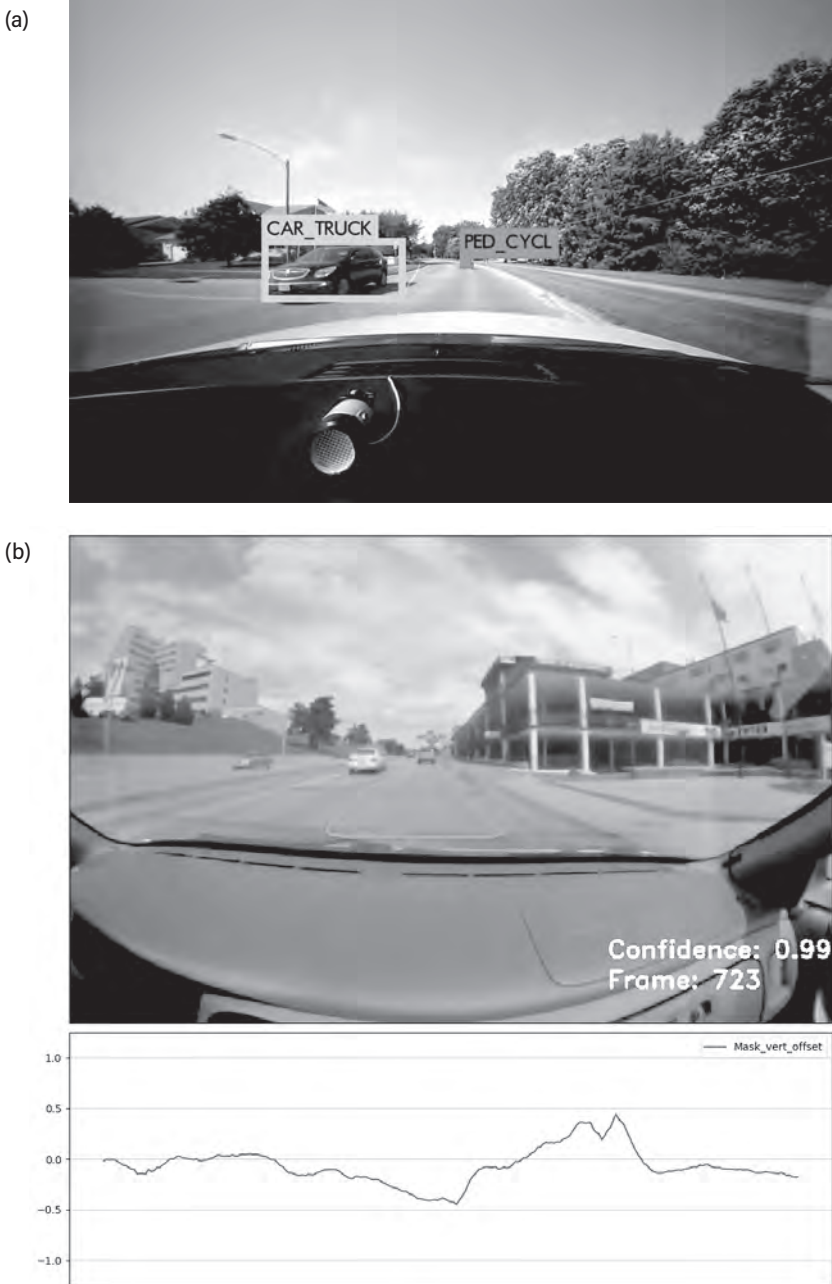 (a)
CAR_TRUCK
PED_CYCL
(b)
Confidence: 0.99
Frame: 723
Mask_vert_offset
1.0
0.5
0.0
−0.5
−1.0